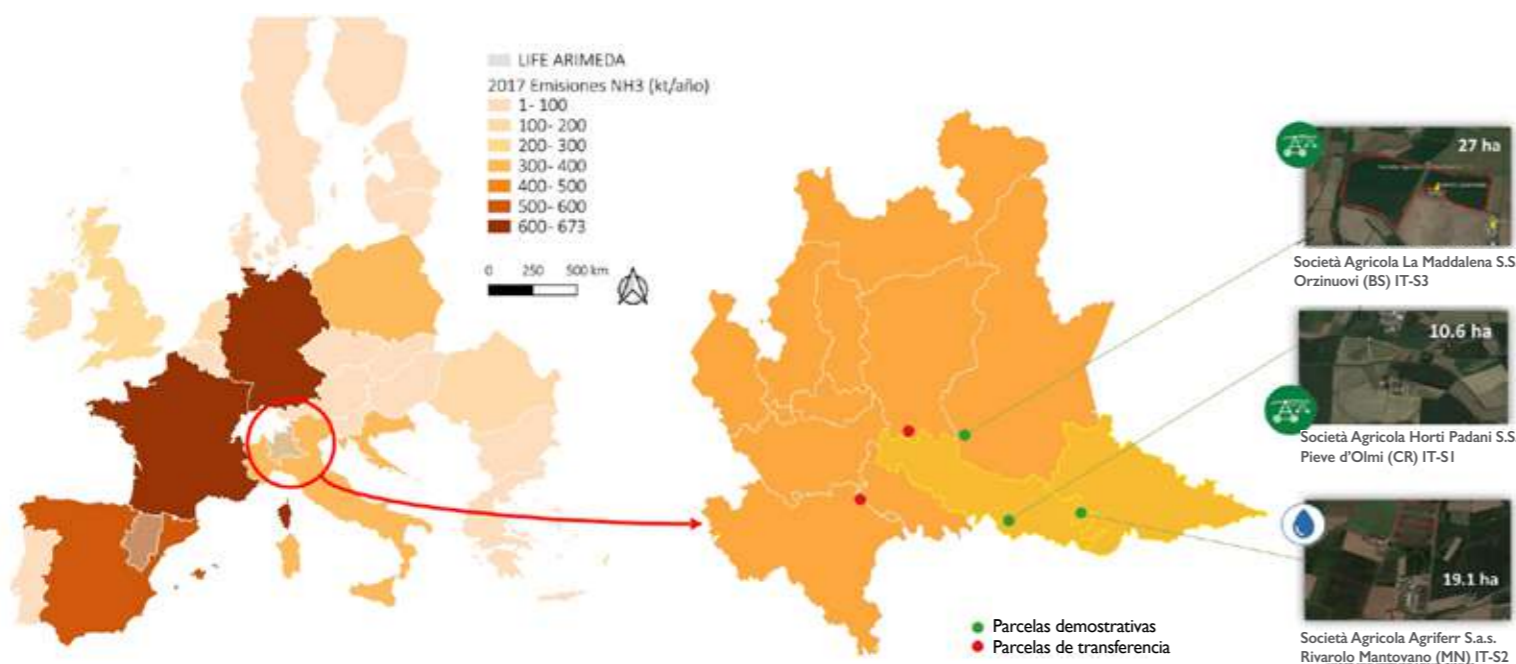 LIFE ARIMEDA
2017 Emisiones NH3 (kt/año)
1- 100
100- 200
200- 300
300- 400
400- 500
500- 600
600- 673
0 250 500 km
27 ha
Società Agricola La Maddalena S.S
Orzinuovi (BS) IT-S3
10.6 ha
Società Agricola Horti Padani S.S
Pieve d'Olmi (CR) IT-S1
19.1 ha
Società Agricola Agriferr S.a.s.
Rivarolo Mantovano (MN) IT-S2
Parcelas demostrativas
Parcelas de transferencia